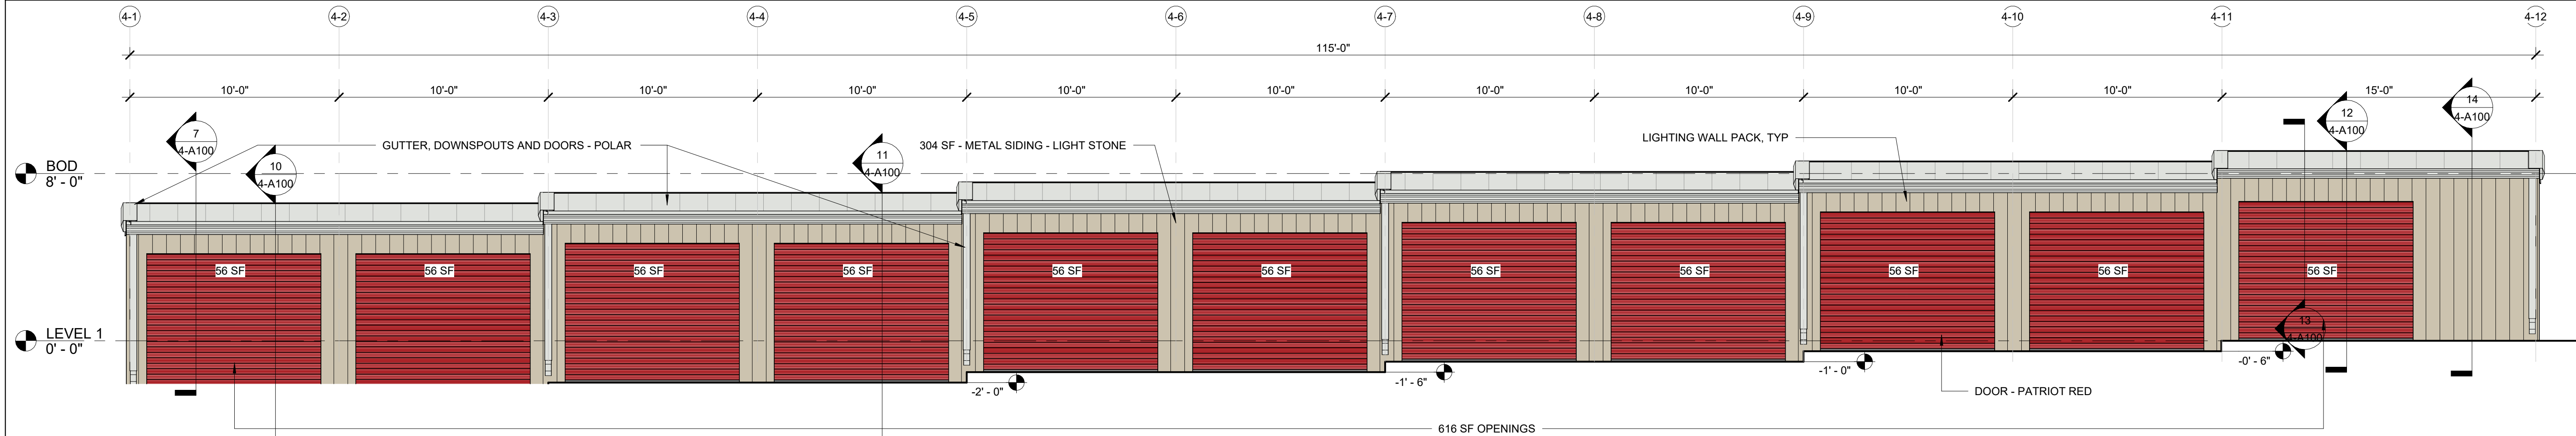 4-1 4-2 4-3 4-4 4-5 4-6 4-7 4-8 4-9 4-10 4-11 4-12
115'-0"
10'-0" 10'-0" 10'-0" 10'-0" 10'-0" 10'-0" 10'-0" 10'-0" 10'-0" 10'-0" 15'-0"
7
4-A100
10
4-A100
11
4-A100
12
4-A100
14
4-A100
GUTTER, DOWNSPOUTS AND DOORS - POLAR
304 SF - METAL SIDING - LIGHT STONE
LIGHTING WALL PACK, TYP
BOD
8' - 0"
56 SF 56 SF 56 SF 56 SF 56 SF 56 SF 56 SF 56 SF 56 SF 56 SF 56 SF
LEVEL 1
0' - 0"
13
4-A100
-2' - 0"
-1' - 6"
-1' - 0"
-0' - 6"
DOOR - PATRIOT RED
616 SF OPENINGS